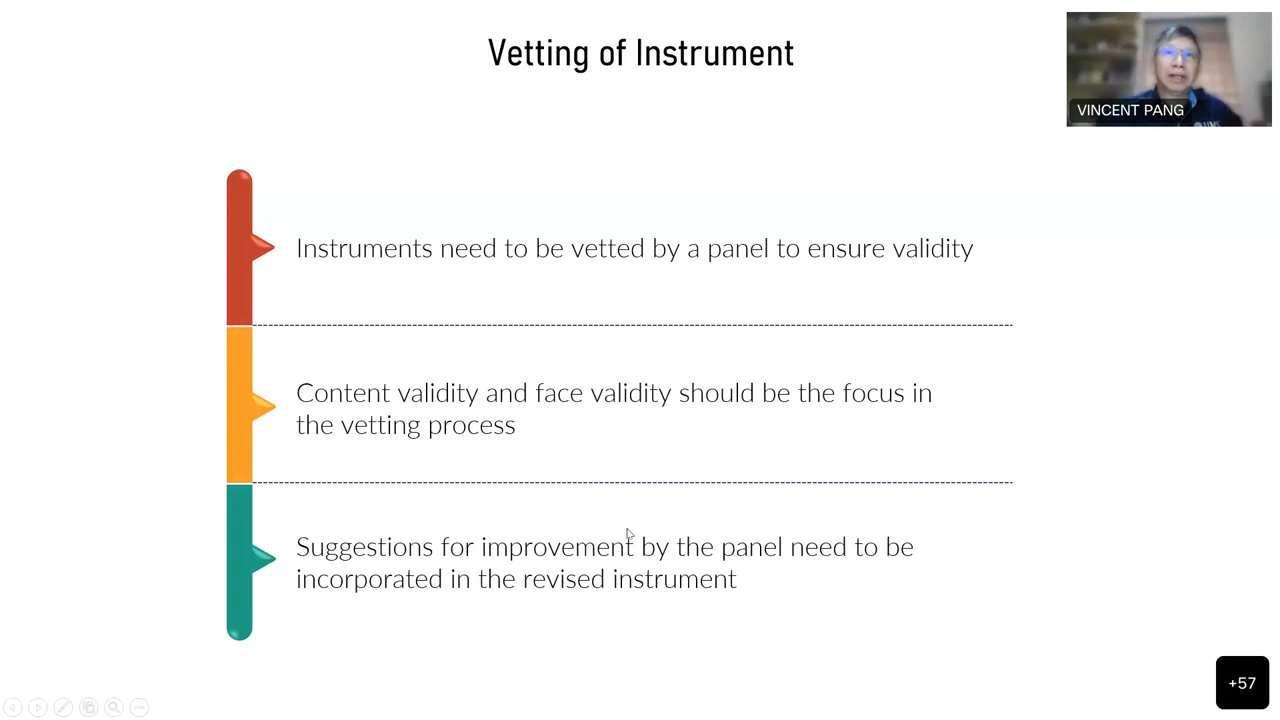 Vetting of Instrument
VINCENT PANG
Instruments need to be vetted by a panel to ensure validity
Content validity and face validity should be the focus in
the vetting process
Suggestions for improvement by the panel need to be
incorporated in the revised instrument
+57